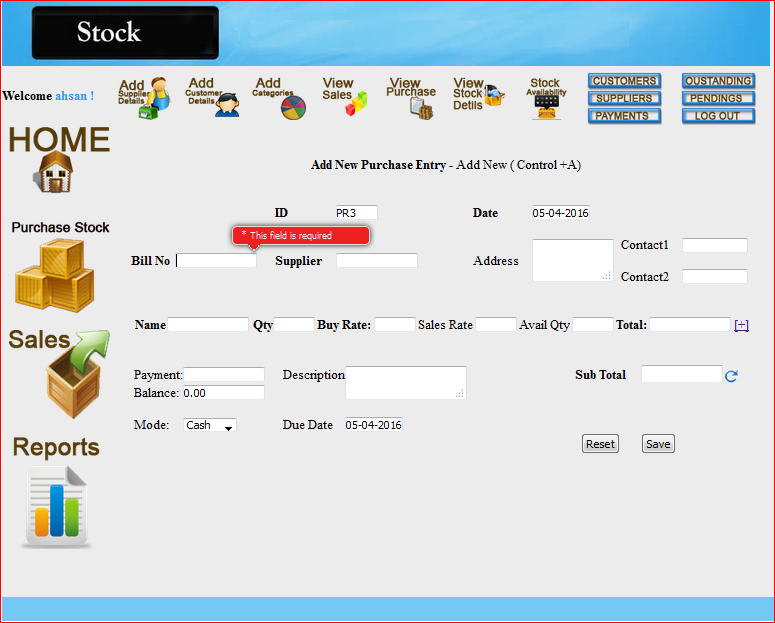 Stock
Welcome ahsan !
Add Supplier Details
Add Customer Details
Add Categories
View Sales
View Purchase
View Stock Detils
Stock Availability
CUSTOMERS
SUPPLIERS
PAYMENTS
OUSTANDING
PENDINGS
LOG OUT
HOME
Purchase Stock
Sales
Reports
Add New Purchase Entry - Add New ( Control +A)
ID PR3 Date 05-04-2016
* This field is required
Bill No Supplier Address Contact1
Contact2
Name Qty Buy Rate: Sales Rate Avail Qty Total: [+]
Payment: Description Sub Total
Balance: 0.00
Mode: Cash Due Date 05-04-2016
Reset Save